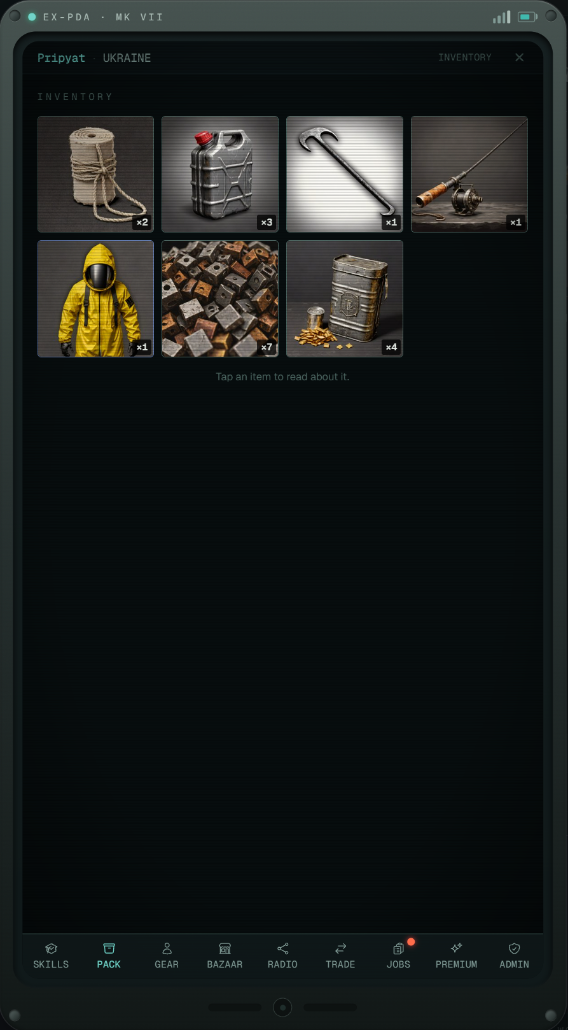 EX-PDA · MK VII
Pripyat · UKRAINE INVENTORY ×
INVENTORY
×2 ×3 ×1 ×1
×1 ×7 ×4
Tap an item to read about it.
SKILLS PACK GEAR BAZAAR RADIO TRADE JOBS PREMIUM ADMIN